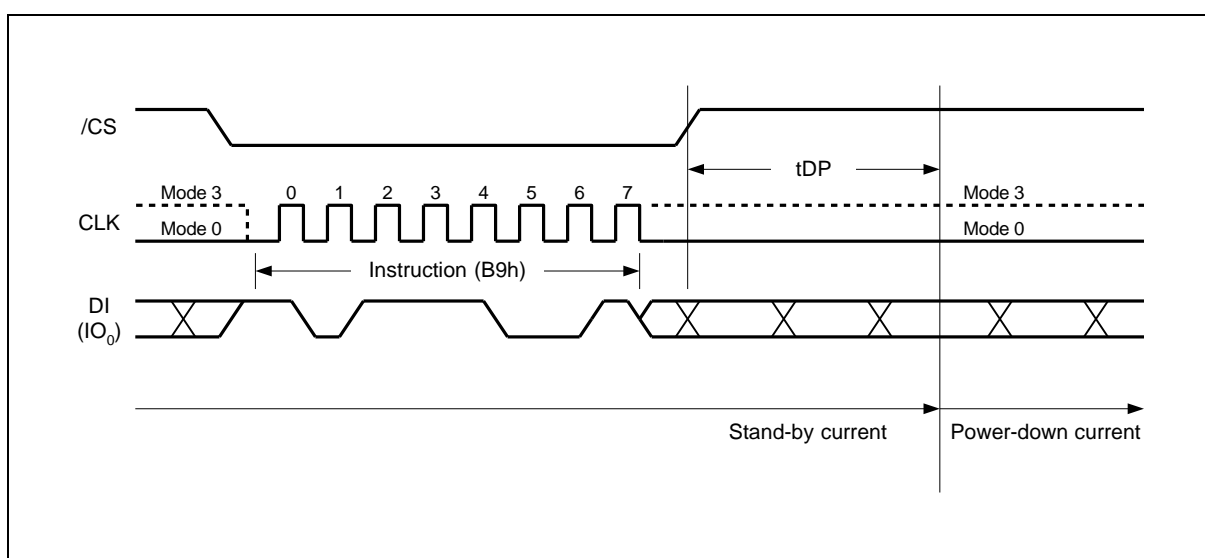 /CS
tDP
Mode 3 0 1 2 3 4 5 6 7 Mode 3
CLK
Mode 0 Mode 0
Instruction (B9h)
DI
(IO0)
Stand-by current Power-down current